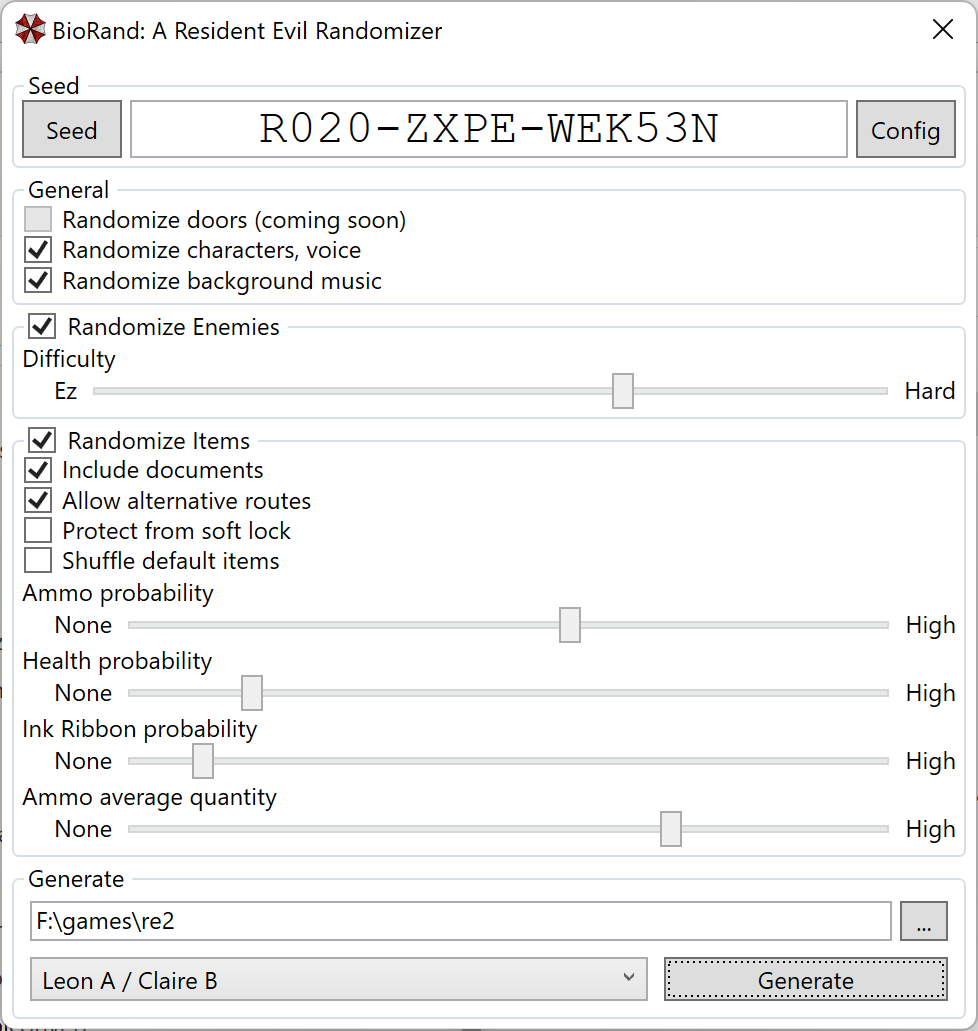 BioRand: A Resident Evil Randomizer
Seed
Seed R020-ZXPE-WEK53N Config
General
Randomize doors (coming soon)
Randomize characters, voice
Randomize background music
Randomize Enemies
Difficulty
Ez Hard
Randomize Items
Include documents
Allow alternative routes
Protect from soft lock
Shuffle default items
Ammo probability
None High
Health probability
None High
Ink Ribbon probability
None High
Ammo average quantity
None High
Generate
F:\games\re2 ...
Leon A / Claire B Generate